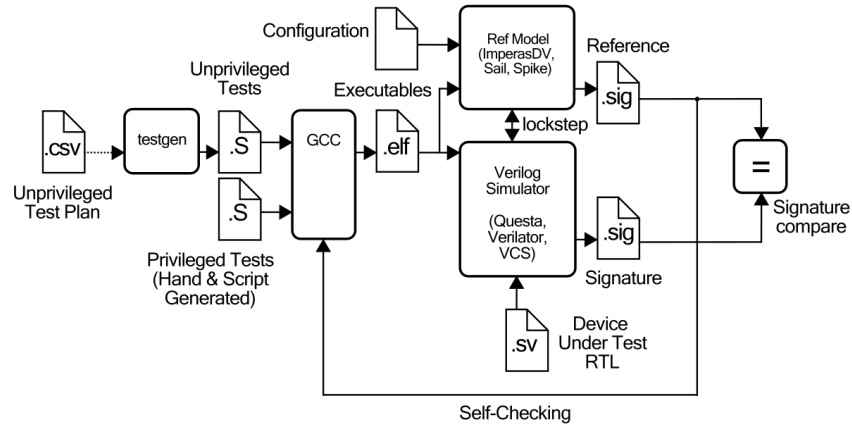 Configuration
Ref Model
(ImperasDV,
Sail, Spike)
Reference
.sig
Unprivileged
Tests
Executables
lockstep
.csv
testgen
.S
GCC
.elf
=
Unprivileged
Test Plan
.S
Verilog
Simulator
(Questa,
Verilator,
VCS)
.sig
Signature
compare
Privileged Tests
(Hand & Script
Generated)
Signature
.sv
Device
Under Test
RTL
Self-Checking